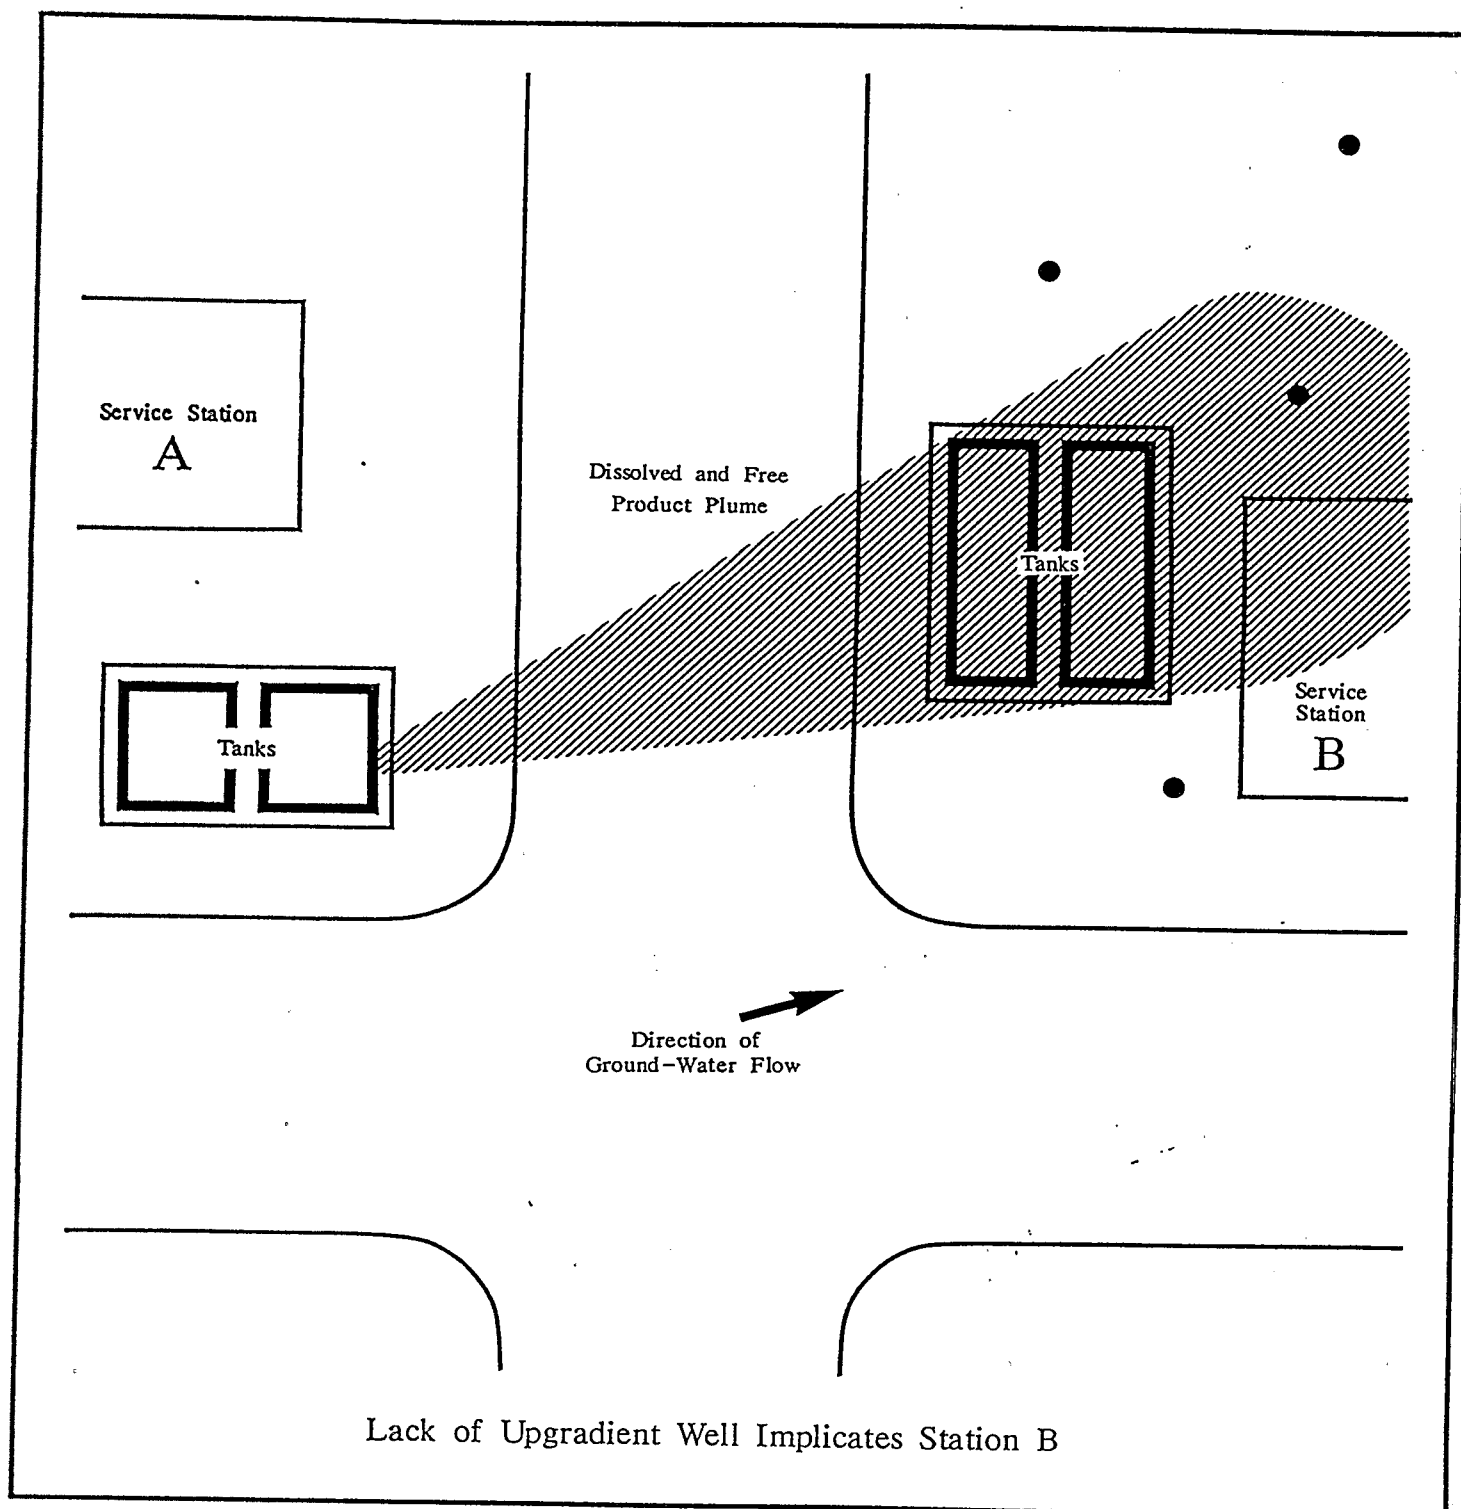 Service Station
A
Dissolved and Free
Product Plume
Tanks
Service
Station
B
Tanks
Direction of
Ground-Water Flow
Lack of Upgradient Well Implicates Station B